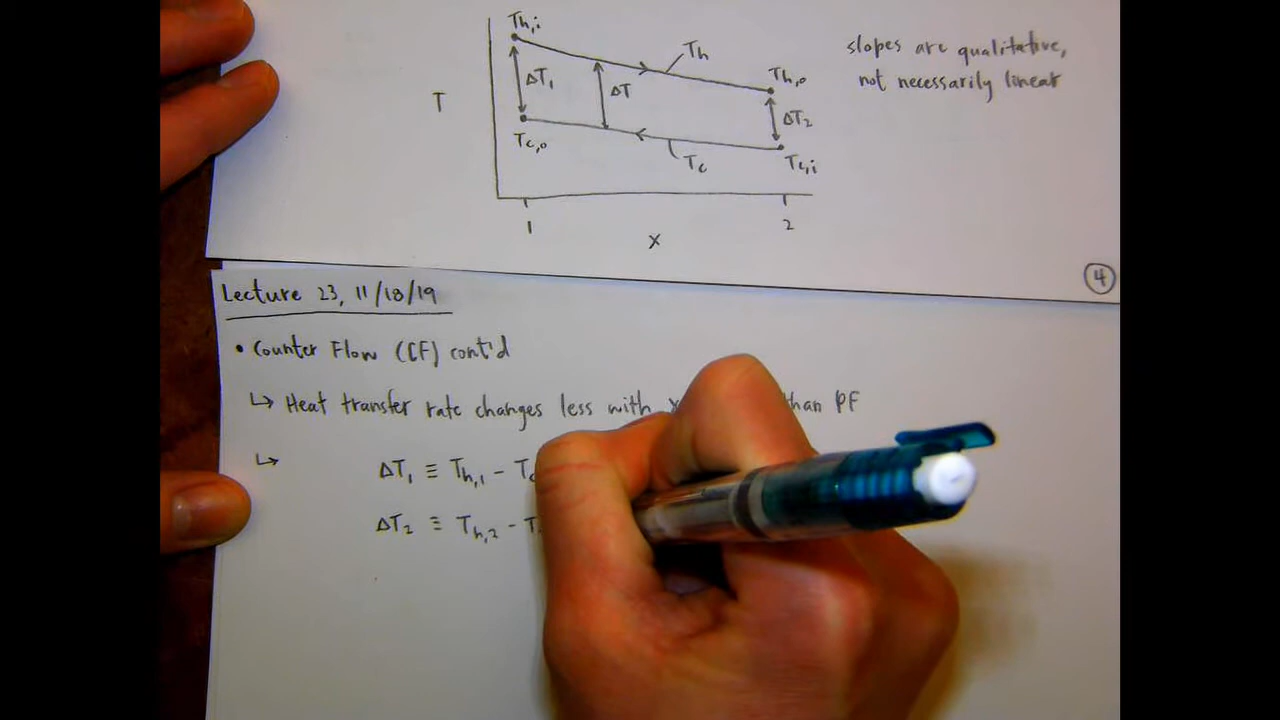 Th,i
Th
slopes are qualitative,
not necessarily linear
Th,o
T
ΔT₁
ΔT
ΔT₂
Tc,o
Tc
Tc,i
1
2
x
4
Lecture 23, 11/18/19
• Counter Flow (CF) cont'd
↳ Heat transfer rate changes less with than PF
↳ ΔT₁ ≡ Th,1 -
ΔT₂ ≡ Th,2 -